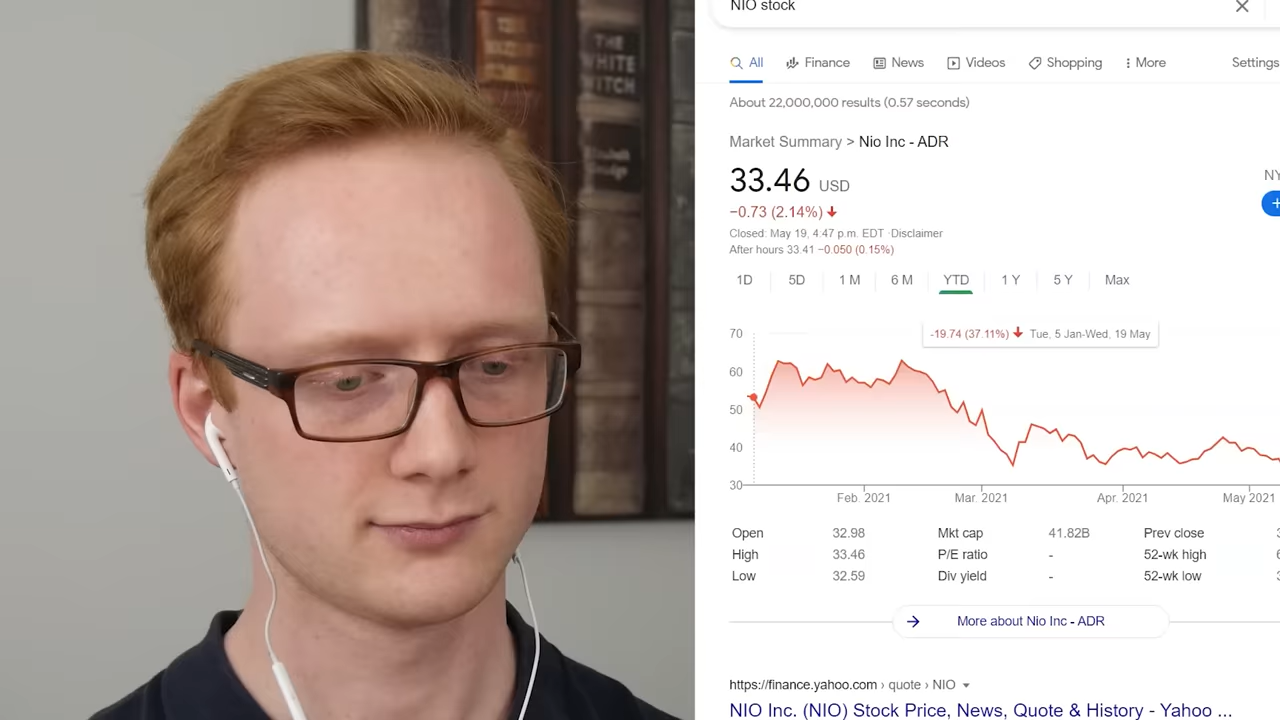 THE
WHITE
WITCH
NIO stock
All Finance News Videos Shopping More Settings
About 22,000,000 results (0.57 seconds)
Market Summary > Nio Inc - ADR
33.46 USD
−0.73 (2.14%)
Closed: May 19, 4:47 p.m. EDT · Disclaimer
After hours 33.41 −0.050 (0.15%)
1D 5D 1 M 6 M YTD 1 Y 5 Y Max
-19.74 (37.11%) Tue, 5 Jan-Wed, 19 May
70
60
50
40
30
Feb. 2021 Mar. 2021 Apr. 2021 May 2021
Open 32.98 Mkt cap 41.82B Prev close
High 33.46 P/E ratio - 52-wk high
Low 32.59 Div yield - 52-wk low
More about Nio Inc - ADR
https://finance.yahoo.com › quote › NIO
NIO Inc. (NIO) Stock Price, News, Quote & History - Yahoo ...